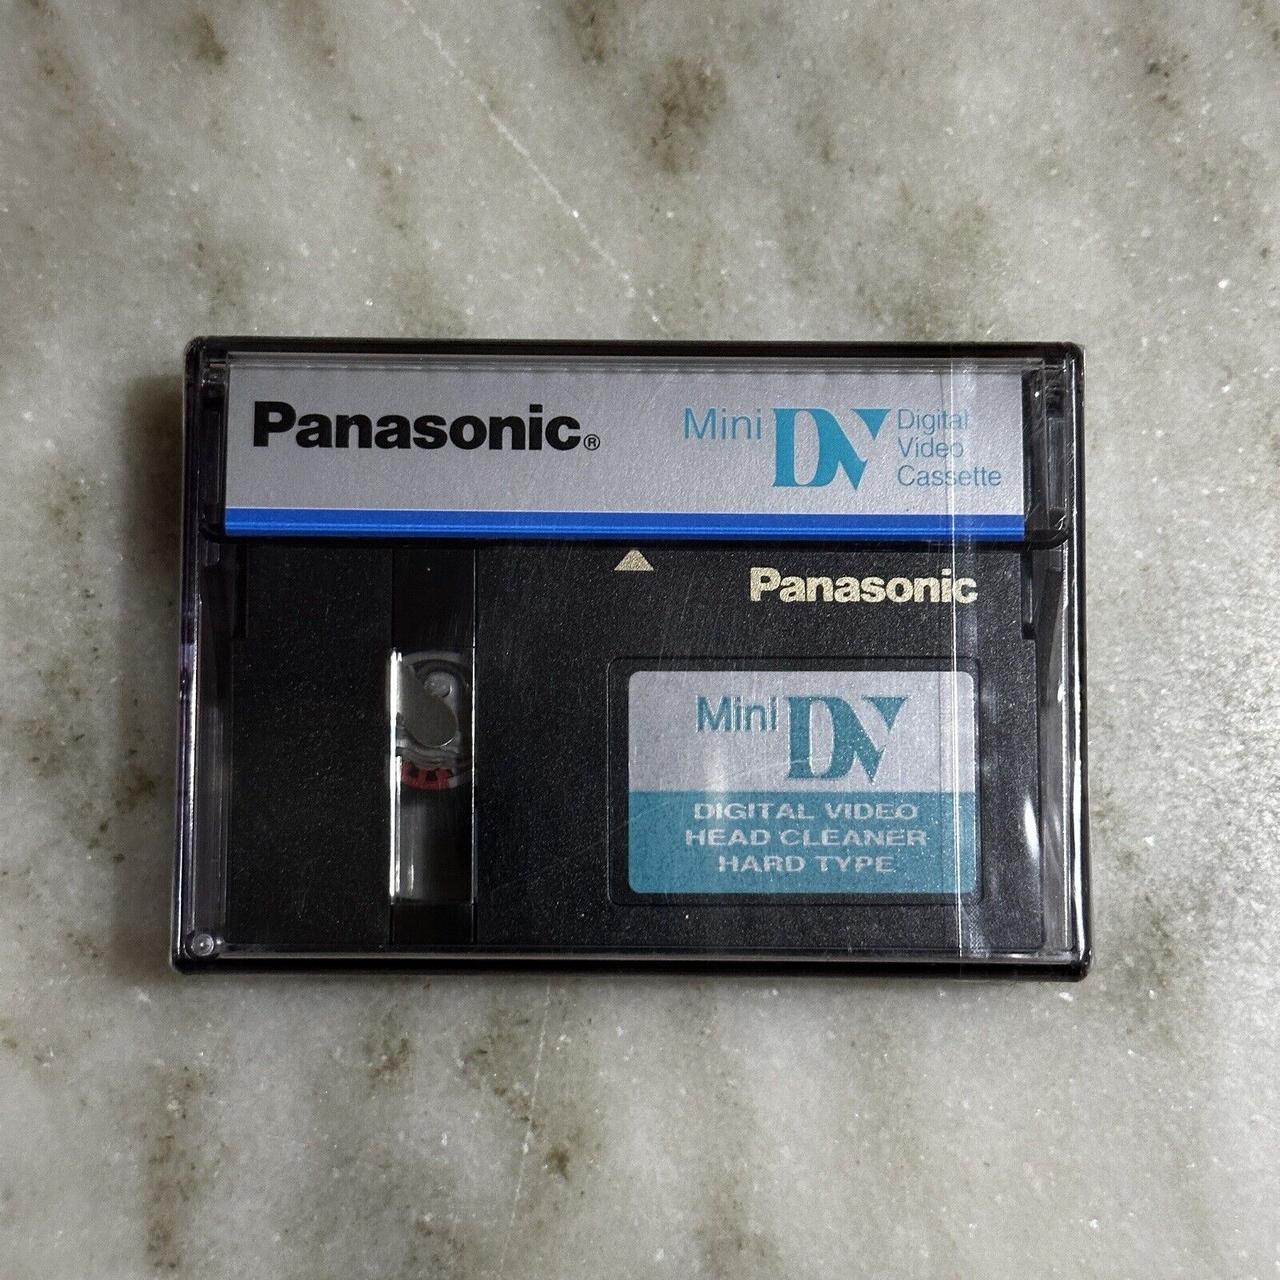 Panasonic®
Mini DV Digital
Video
Cassette
Panasonic
Mini DV
DIGITAL VIDEO
HEAD CLEANER
HARD TYPE